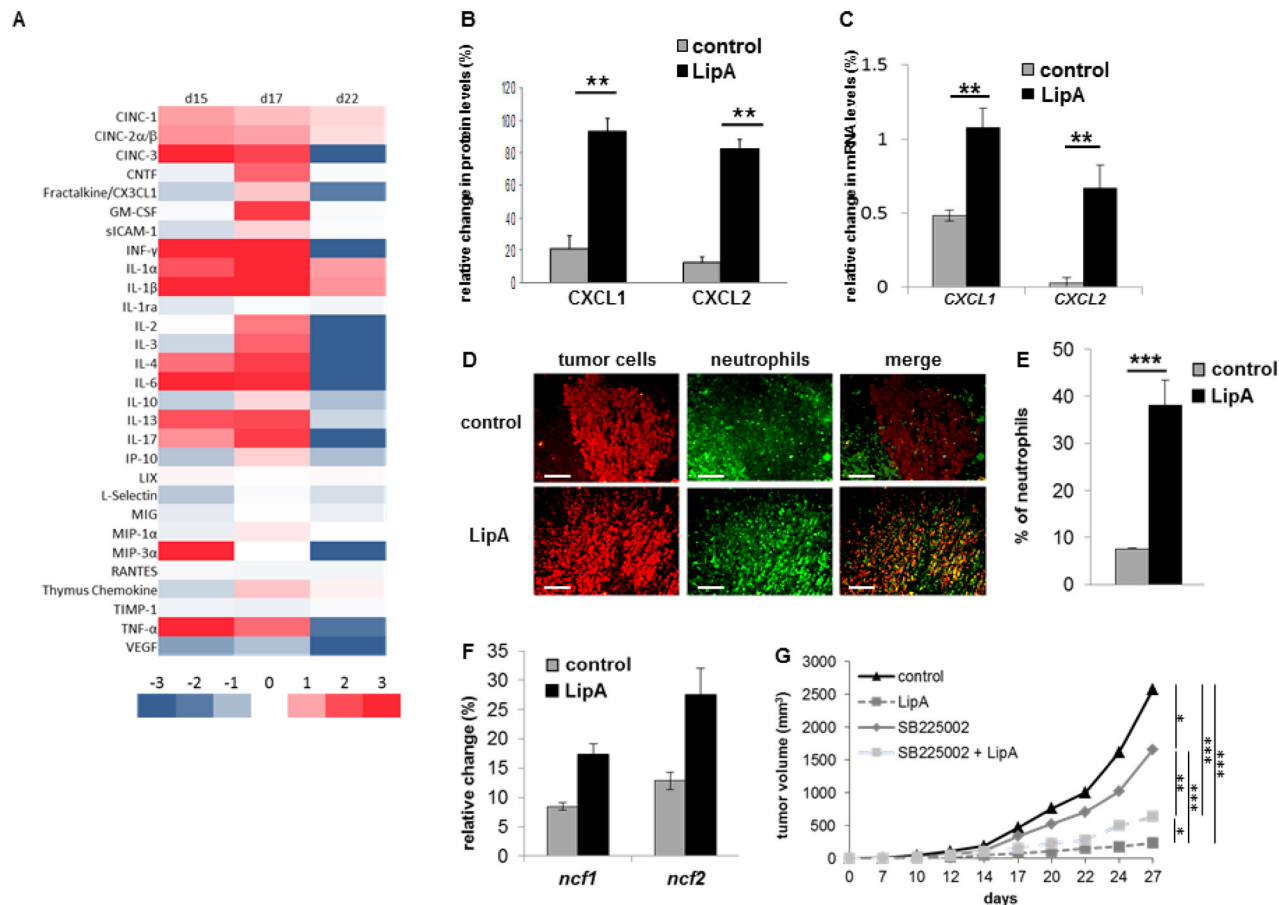 A
d15 d17 d22
CINC-1
CINC-2α/β
CINC-3
CNTF
Fractalkine/CX3CL1
GM-CSF
sICAM-1
INF-γ
IL-1α
IL-1β
IL-1ra
IL-2
IL-3
IL-4
IL-6
IL-10
IL-13
IL-17
IP-10
LIX
L-Selectin
MIG
MIP-1α
MIP-3α
RANTES
Thymus Chemokine
TIMP-1
TNF-α
VEGF
-3 -2 -1 0 1 2 3
B
control
LipA
relative change in protein levels (%)
120
100
80
60
40
20
0
** **
CXCL1 CXCL2
C
control
LipA
relative change in mRNA levels (%)
1.5
1
0.5
0
** **
CXCL1 CXCL2
D
tumor cells neutrophils merge
control
LipA
E
control
LipA
% of neutrophils
50
40
30
20
10
0
***
F
control
LipA
relative change (%)
35
30
25
20
15
10
5
0
ncf1 ncf2
G
control
LipA
SB225002
SB225002 + LipA
tumor volume (mm³)
3000
2500
2000
1500
1000
500
0
0 7 10 12 14 17 20 22 24 27
days
* ** *** *** *** *